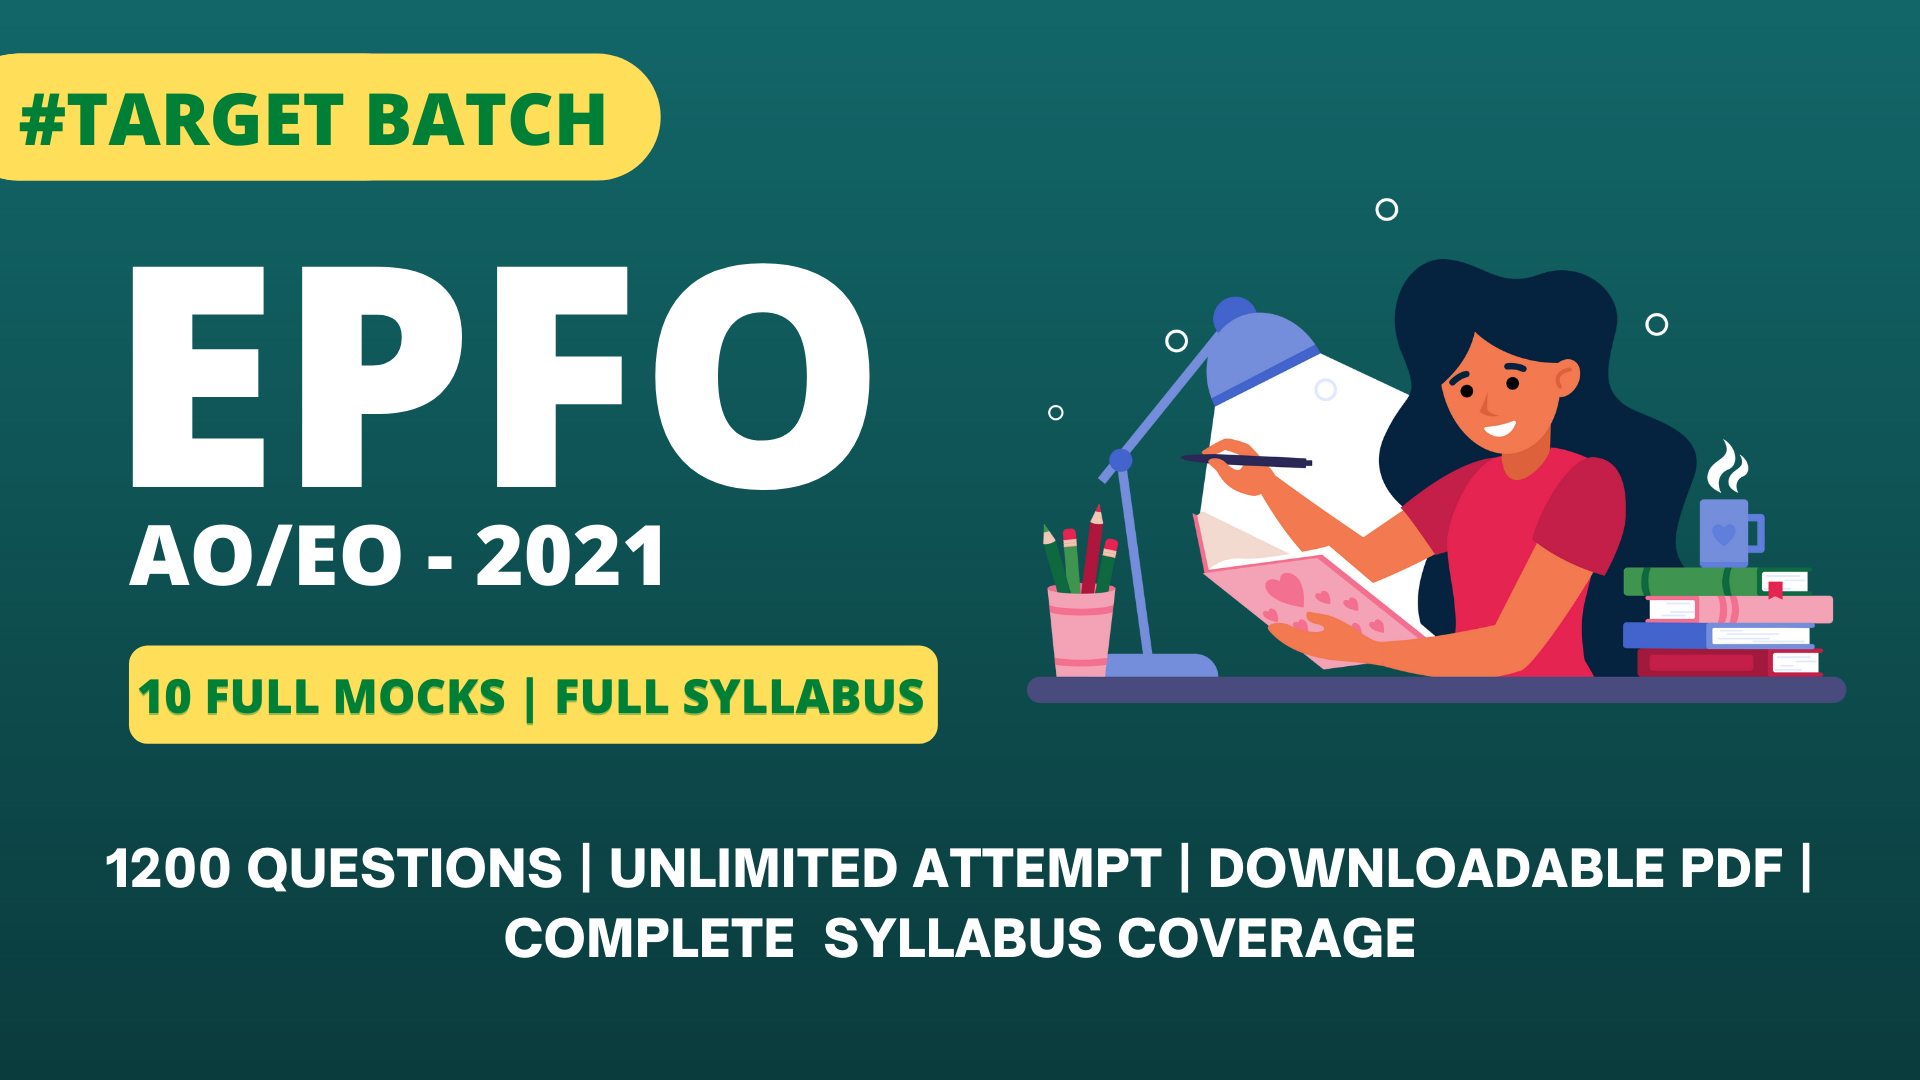 #TARGET BATCH
EPFO
AO/EO - 2021
10 FULL MOCKS | FULL SYLLABUS
1200 QUESTIONS | UNLIMITED ATTEMPT | DOWNLOADABLE PDF |
COMPLETE  SYLLABUS COVERAGE